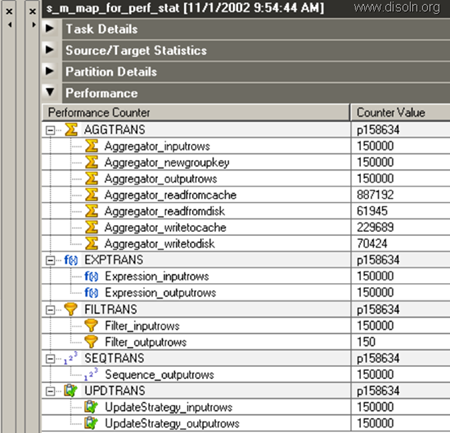 s_m_map_for_perf_stat [11/1/2002 9:54:44 AM] www.disoln.org
Task Details
Source/Target Statistics
Partition Details
Performance
Performance Counter Counter Value
AGGTRANS p158634
Aggregator_inputrows 150000
Aggregator_newgroupkey 150000
Aggregator_outputrows 150000
Aggregator_readfromcache 887192
Aggregator_readfromdisk 61945
Aggregator_writetocache 229689
Aggregator_writetodisk 70424
EXPTRANS p158634
Expression_inputrows 150000
Expression_outputrows 150000
FILTRANS p158634
Filter_inputrows 150000
Filter_outputrows 150
SEQTRANS p158634
Sequence_outputrows 150000
UPDTRANS p158634
UpdateStrategy_inputrows 150000
UpdateStrategy_outputrows 150000